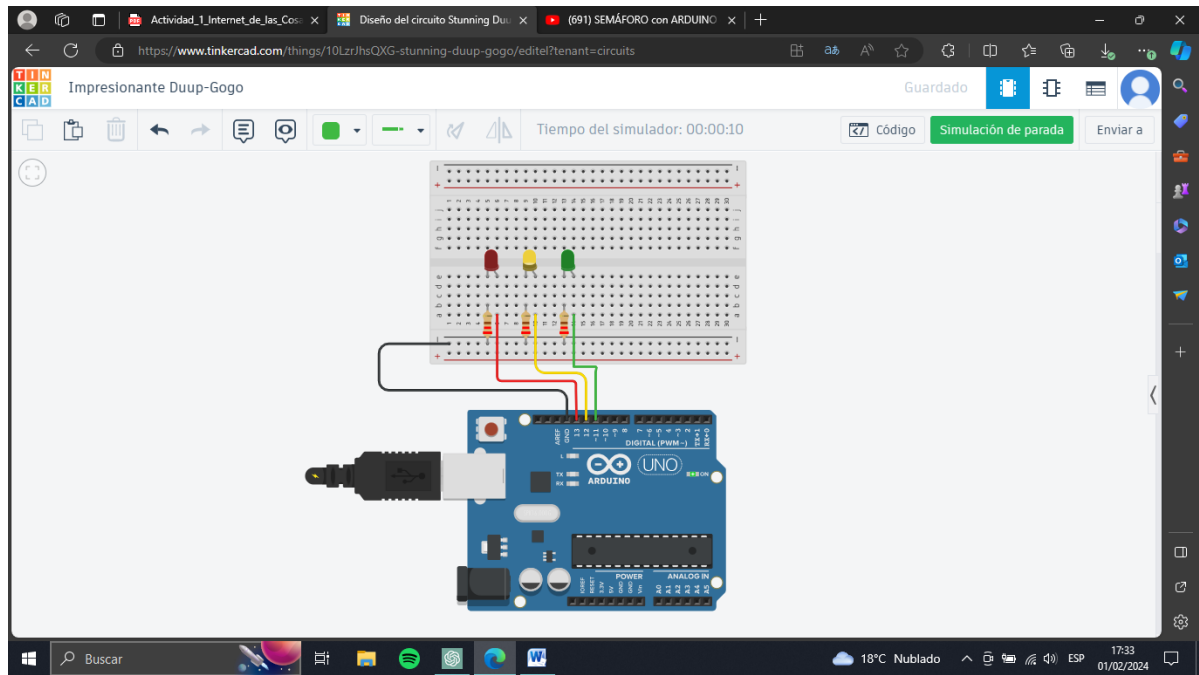 Actividad_1_Internet_de_las_Cosa
Diseño del circuito Stunning Duu
(691) SEMÁFORO con ARDUINO
https://www.tinkercad.com/things/10LzrJhsQXG-stunning-duup-gogo/editel?tenant=circuits
TIN
KER
CAD
Impresionante Duup-Gogo
Guardado
Tiempo del simulador: 00:00:10
Código
Simulación de parada
Enviar a
AREF
GND
13
12
~11
~10
~9
8
7
~6
~5
4
~3
2
TX→1
RX←0
DIGITAL (PWM~)
L
TX
RX
UNO
ARDUINO
ON
POWER
ANALOG IN
IOREF
RESET
3.3V
5V
GND
GND
Vin
A0
A1
A2
A3
A4
A5
Buscar
18°C Nublado
ESP
17:33
01/02/2024